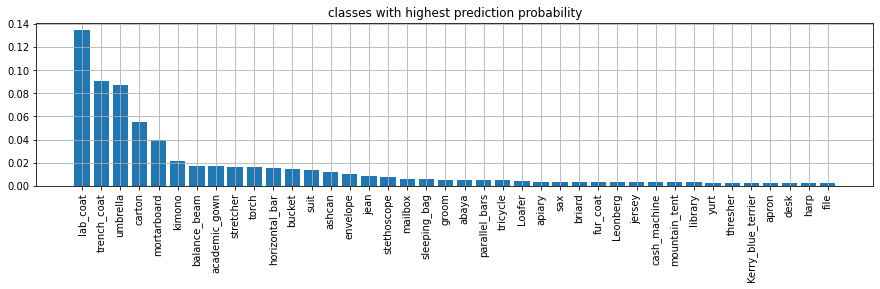 classes with highest prediction probability
0.14
0.12
0.10
0.08
0.06
0.04
0.02
0.00
lab_coat
trench_coat
umbrella
carton
mortarboard
kimono
balance_beam
academic_gown
stretcher
torch
horizontal_bar
bucket
suit
ashcan
envelope
jean
stethoscope
mailbox
sleeping_bag
groom
abaya
parallel_bars
tricycle
Loafer
apiary
sax
briard
fur_coat
Leonberg
jersey
cash_machine
mountain_tent
library
yurt
thresher
Kerry_blue_terrier
apron
desk
harp
file